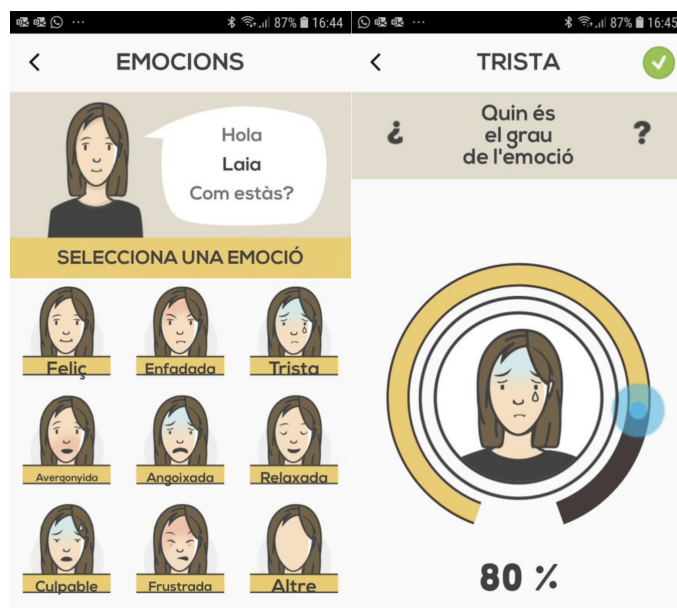 87% 16:44
EMOCIONS
Hola
Laia
Com estàs?
SELECCIONA UNA EMOCIÓ
Feliç Enfadada Trista
Avergonyida Angoixada Relaxada
Culpable Frustrada Altre
87% 16:45
TRISTA
¿ Quin és
el grau
de l'emoció ?
80 %